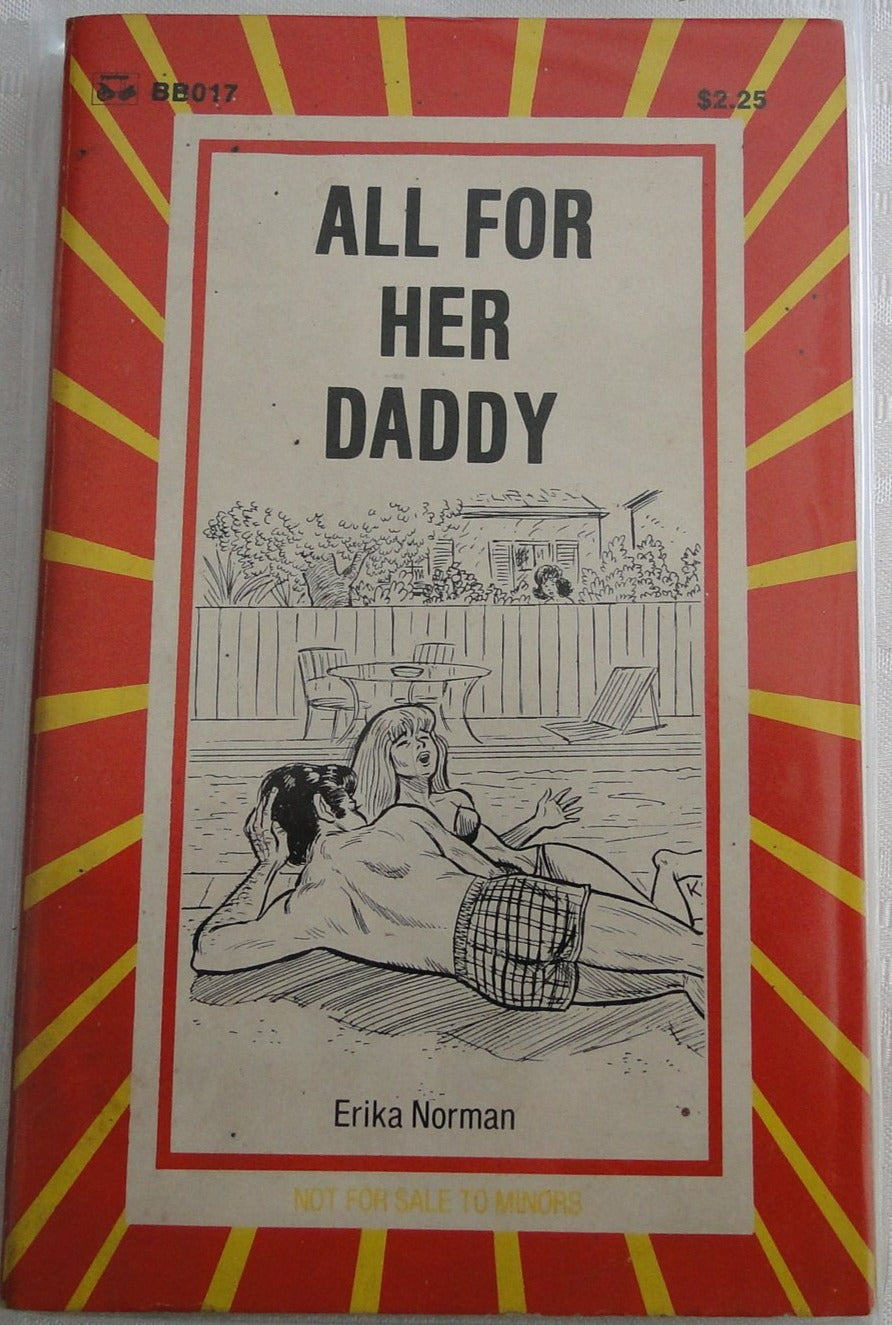 BB017
$2.25
ALL FOR
HER
DADDY
R
Erika Norman
NOT FOR SALE TO MINORS